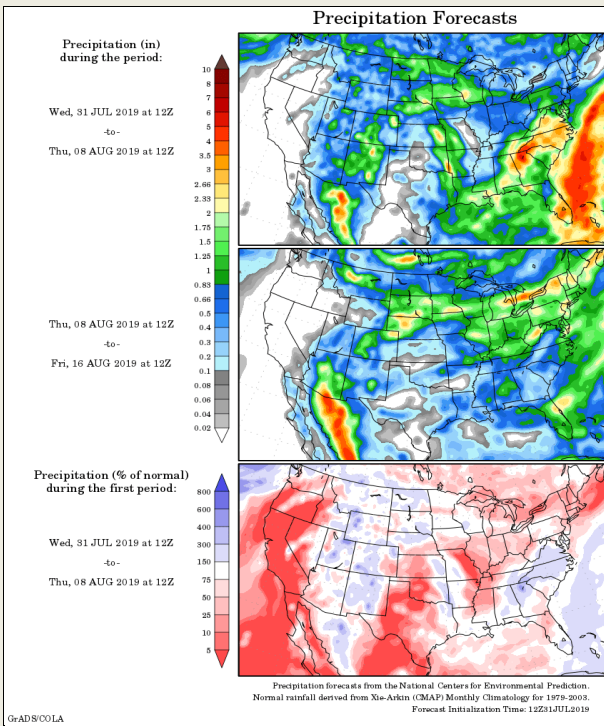 Precipitation Forecasts
Precipitation (in)
during the period:
Wed, 31 JUL 2019 at 12Z
-to-
Thu, 08 AUG 2019 at 12Z
10
8
7
6
5
4
3.5
3
2.66
2.33
2
1.75
1.5
1.25
1
0.83
0.66
0.5
0.4
0.3
0.2
0.1
0.08
0.06
0.04
0.02
Thu, 08 AUG 2019 at 12Z
-to-
Fri, 16 AUG 2019 at 12Z
Precipitation (% of normal)
during the first period:
Wed, 31 JUL 2019 at 12Z
-to-
Thu, 08 AUG 2019 at 12Z
800
600
400
300
150
75
50
25
10
5
Precipitation forecasts from the National Centers for Environmental Prediction.
Normal rainfall derived from Xie-Arkin (CMAP) Monthly Climatology for 1979-2003.
Forecast Initialization Time: 12Z31JUL2019
GrADS/COLA